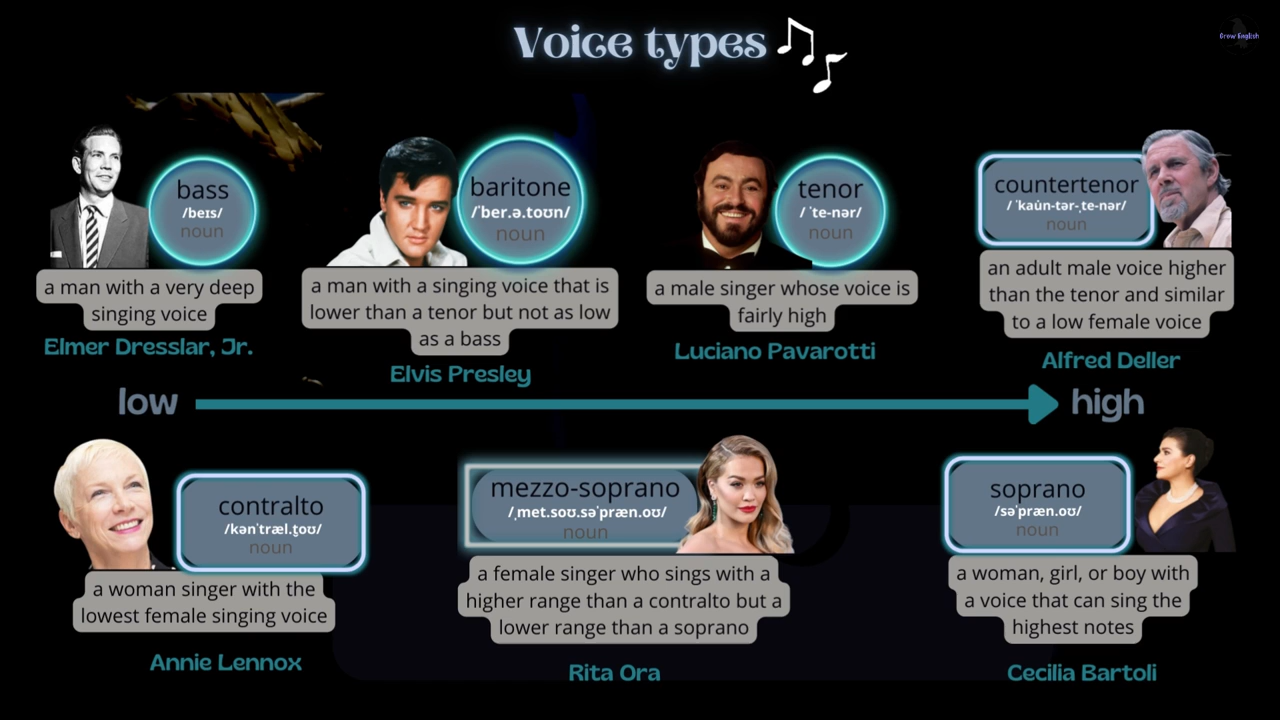 Voice types
Grow English
bass
/beɪs/
noun
a man with a very deep
singing voice
Elmer Dresslar, Jr.
baritone
/ˈber.ə.toʊn/
noun
a man with a singing voice that is
lower than a tenor but not as low
as a bass
Elvis Presley
tenor
/ ˈte-nər/
noun
a male singer whose voice is
fairly high
Luciano Pavarotti
countertenor
/ ˈkau̇n-tər-ˌte-nər/
noun
an adult male voice higher
than the tenor and similar
to a low female voice
Alfred Deller
low
high
contralto
/kənˈtræl.t̬oʊ/
noun
a woman singer with the
lowest female singing voice
Annie Lennox
mezzo-soprano
/ˌmet.soʊ.səˈpræn.oʊ/
noun
a female singer who sings with a
higher range than a contralto but a
lower range than a soprano
Rita Ora
soprano
/səˈpræn.oʊ/
noun
a woman, girl, or boy with
a voice that can sing the
highest notes
Cecilia Bartoli